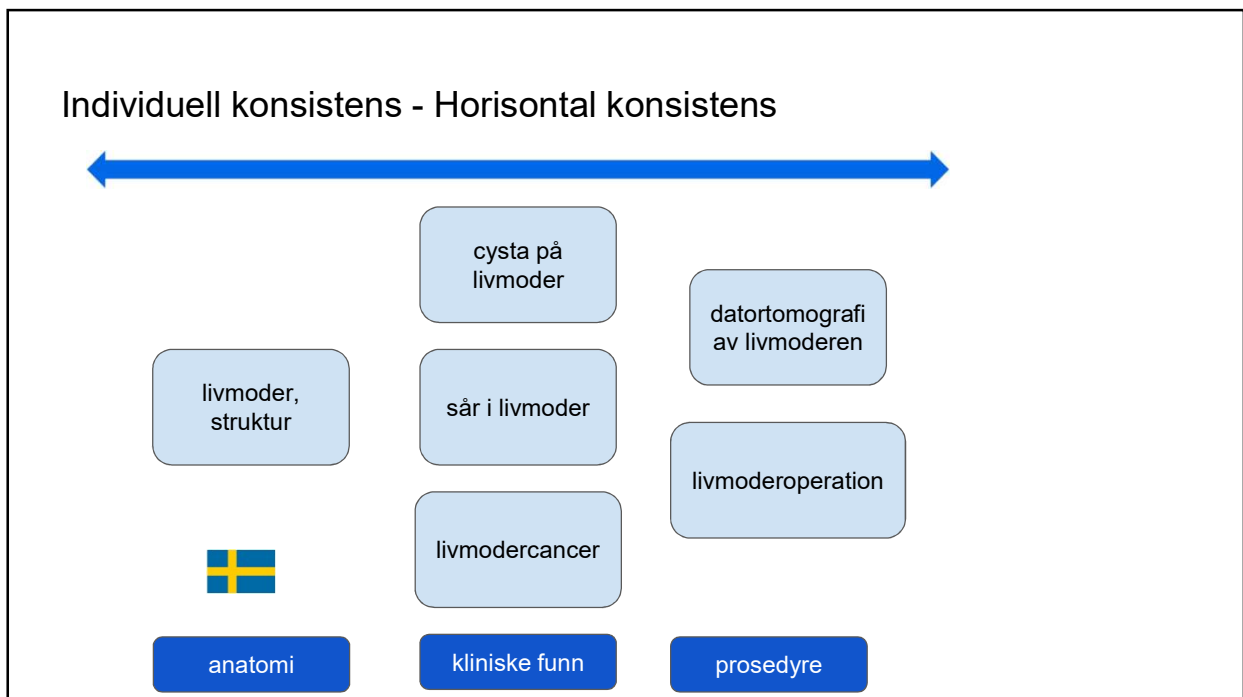 Individuell konsistens - Horisontal konsistens
cysta på
livmoder
datortomografi
av livmoderen
livmoder,
struktur
sår i livmoder
livmoderoperation
livmodercancer
anatomi
kliniske funn
prosedyre